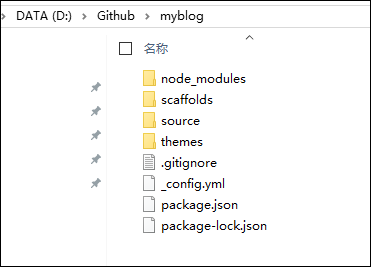 DATA (D:) > Github > myblog
名称
node_modules
scaffolds
source
themes
.gitignore
_config.yml
package.json
package-lock.json